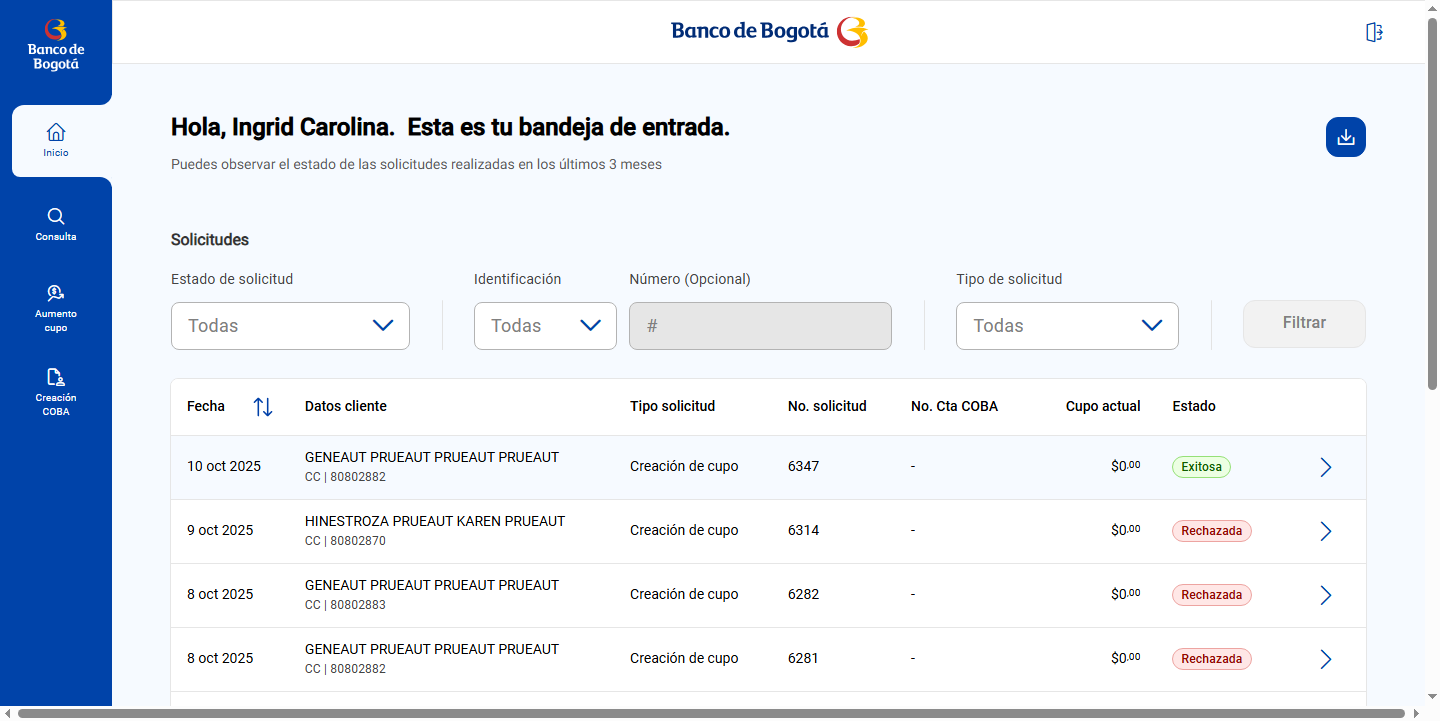 Banco de
Bogotá
Banco de Bogotá
Inicio
Consulta
Aumento
cupo
Creación
COBA
Hola, Ingrid Carolina.  Esta es tu bandeja de entrada.
Puedes observar el estado de las solicitudes realizadas en los últimos 3 meses
Solicitudes
Estado de solicitud
Identificación
Número (Opcional)
Tipo de solicitud
Todas
Todas
#
Todas
Filtrar
Fecha Datos cliente Tipo solicitud No. solicitud No. Cta COBA Cupo actual Estado
10 oct 2025 GENEAUT PRUEAUT PRUEAUT PRUEAUT Creación de cupo 6347 - $0.00 Exitosa
CC | 80802882
9 oct 2025 HINESTROZA PRUEAUT KAREN PRUEAUT Creación de cupo 6314 - $0.00 Rechazada
CC | 80802870
8 oct 2025 GENEAUT PRUEAUT PRUEAUT PRUEAUT Creación de cupo 6282 - $0.00 Rechazada
CC | 80802883
8 oct 2025 GENEAUT PRUEAUT PRUEAUT PRUEAUT Creación de cupo 6281 - $0.00 Rechazada
CC | 80802882